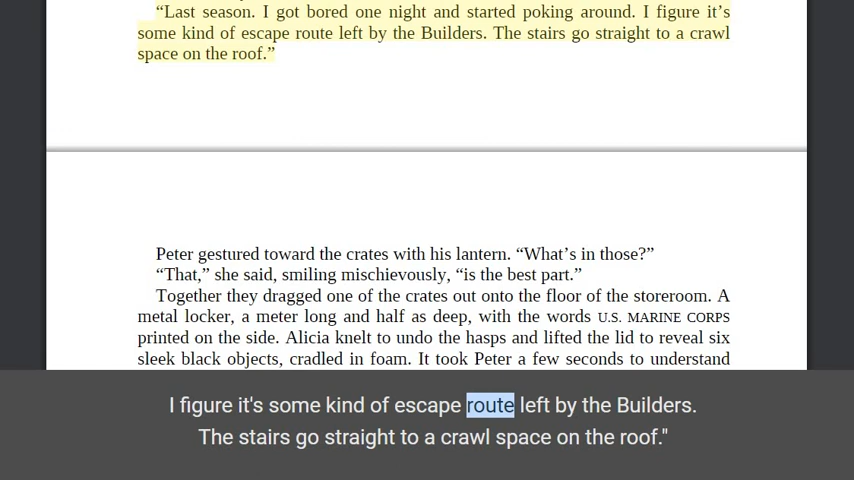 “Last season. I got bored one night and started poking around. I figure it’s
some kind of escape route left by the Builders. The stairs go straight to a crawl
space on the roof.”
Peter gestured toward the crates with his lantern. “What’s in those?”
“That,” she said, smiling mischievously, “is the best part.”
Together they dragged one of the crates out onto the floor of the storeroom. A
metal locker, a meter long and half as deep, with the words U.S. MARINE CORPS
printed on the side. Alicia knelt to undo the hasps and lifted the lid to reveal six
sleek black objects, cradled in foam. It took Peter a few seconds to understand
I figure it's some kind of escape route left by the Builders.
The stairs go straight to a crawl space on the roof."